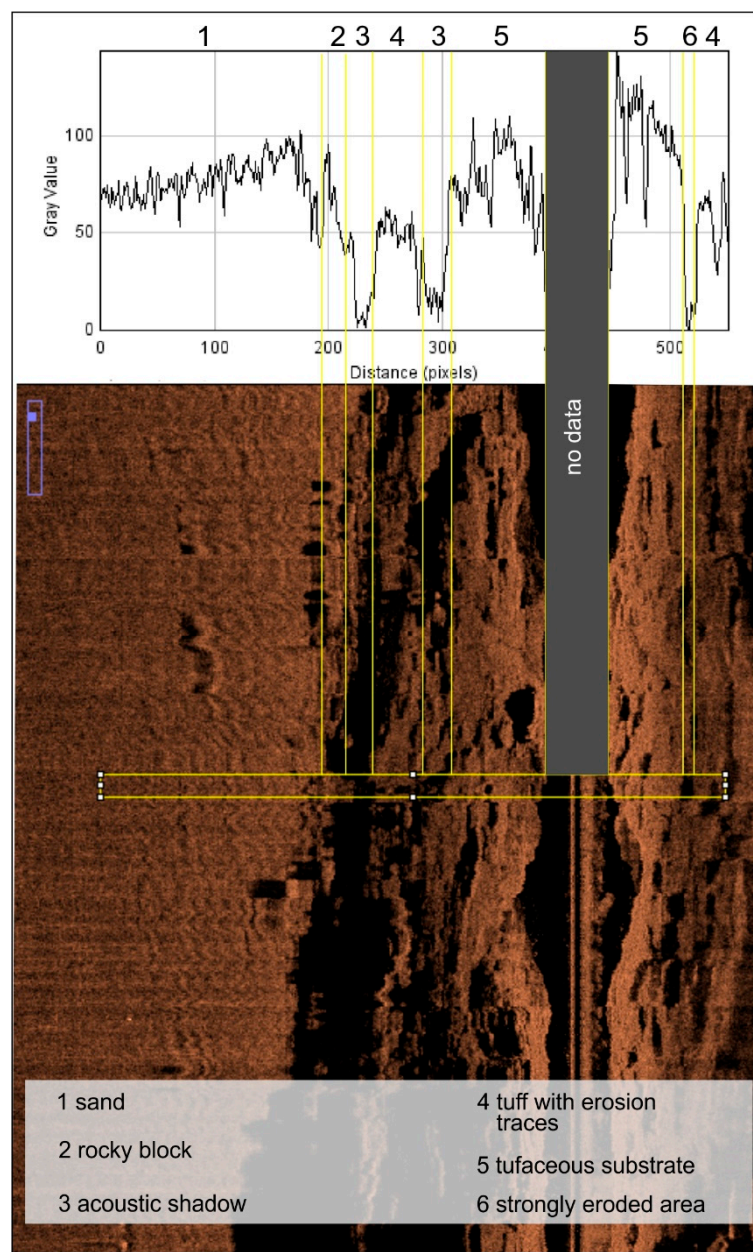 1 2 3 4 3 5 5 6 4
100
50
0
Gray Value
0 100 200 300 500
Distance (pixels)
no data
1 sand
2 rocky block
3 acoustic shadow
4 tuff with erosion
traces
5 tufaceous substrate
6 strongly eroded area